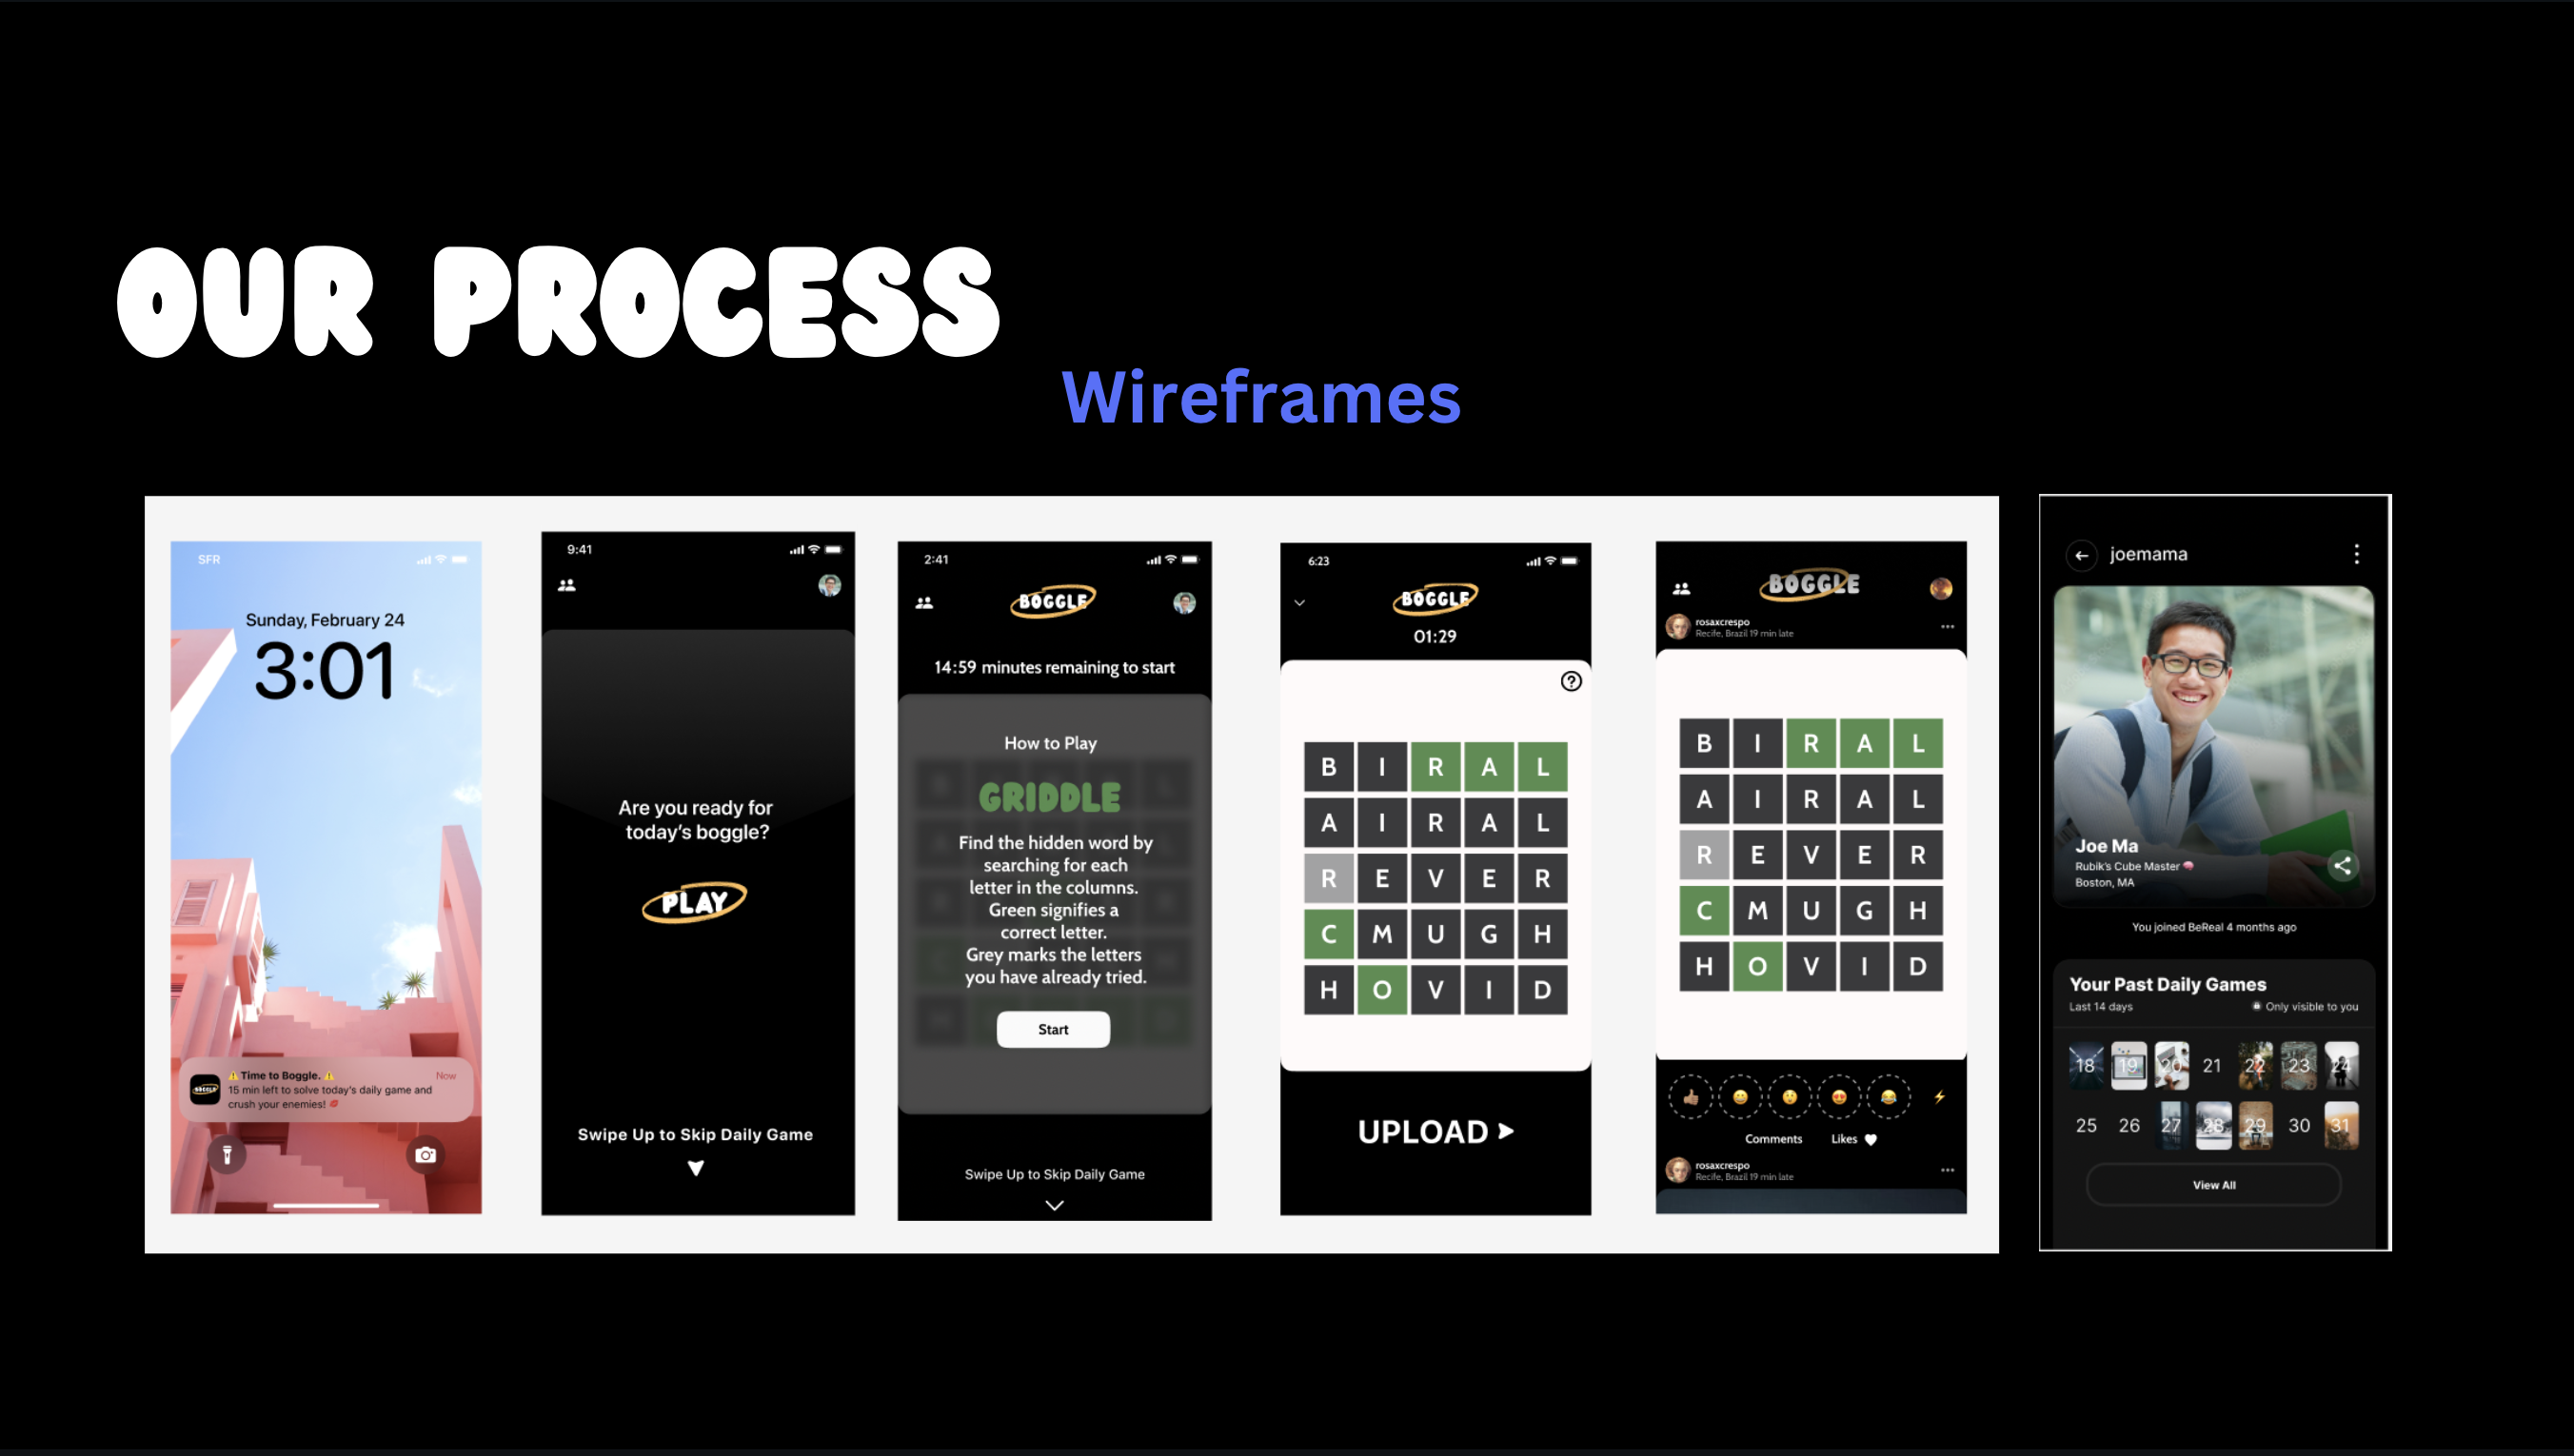 OUR PROCESS
Wireframes
SFR
Sunday, February 24
3:01
⚠️ Time to Boggle. ⚠️
Now
15 min left to solve today's daily game and
crush your enemies!
9:41
Are you ready for
today's boggle?
PLAY
Swipe Up to Skip Daily Game
2:41
BOGGLE
14:59 minutes remaining to start
How to Play
GRIDDLE
Find the hidden word by
searching for each
letter in the columns.
Green signifies a
correct letter.
Grey marks the letters
you have already tried.
Start
Swipe Up to Skip Daily Game
6:23
BOGGLE
01:29
?
B I R A L
A I R A L
R E V E R
C M U G H
H O V I D
UPLOAD
BOGGLE
rosaxcrespo
Recife, Brazil 19 min late
B I R A L
A I R A L
R E V E R
C M U G H
H O V I D
Comments
Likes
rosaxcrespo
Recife, Brazil 19 min late
joemama
Joe Ma
Rubik's Cube Master
Boston, MA
You joined BeReal 4 months ago
Your Past Daily Games
Last 14 days
Only visible to you
18 19 20 21 22 23 24
25 26 27 28 29 30 31
View All